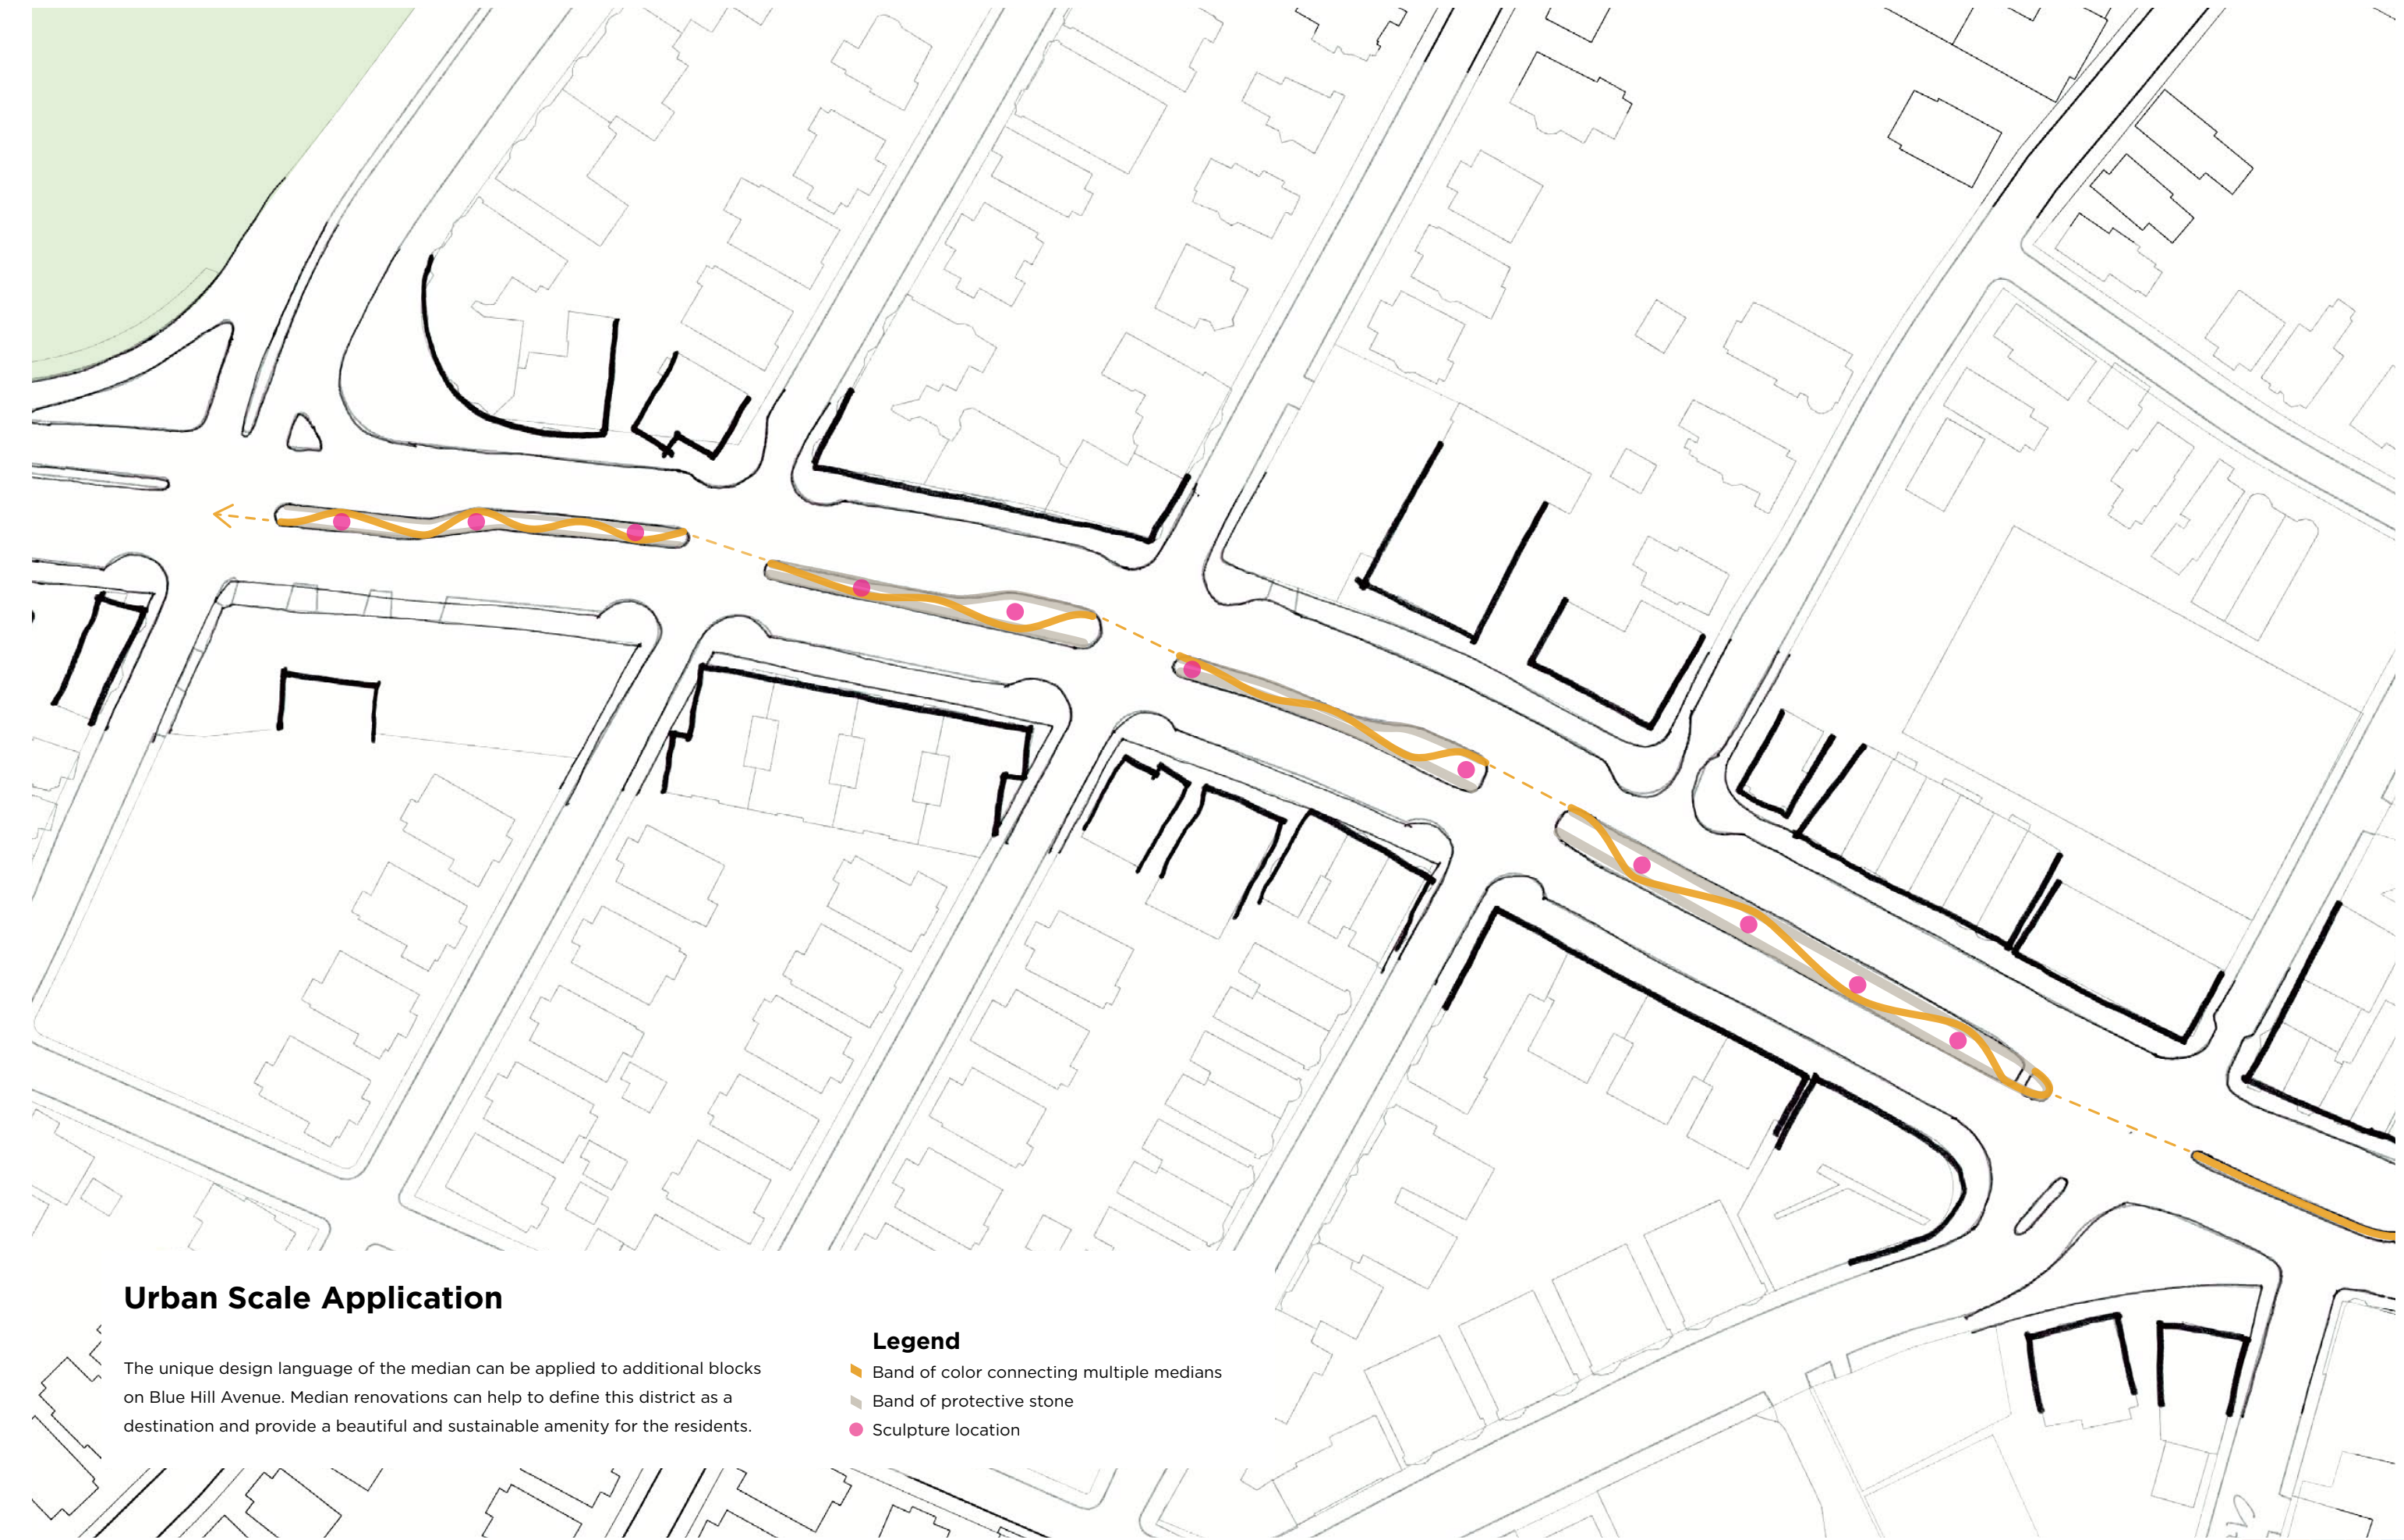 Urban Scale Application
The unique design language of the median can be applied to additional blocks
on Blue Hill Avenue. Median renovations can help to define this district as a
destination and provide a beautiful and sustainable amenity for the residents.
Legend
Band of color connecting multiple medians
Band of protective stone
Sculpture location